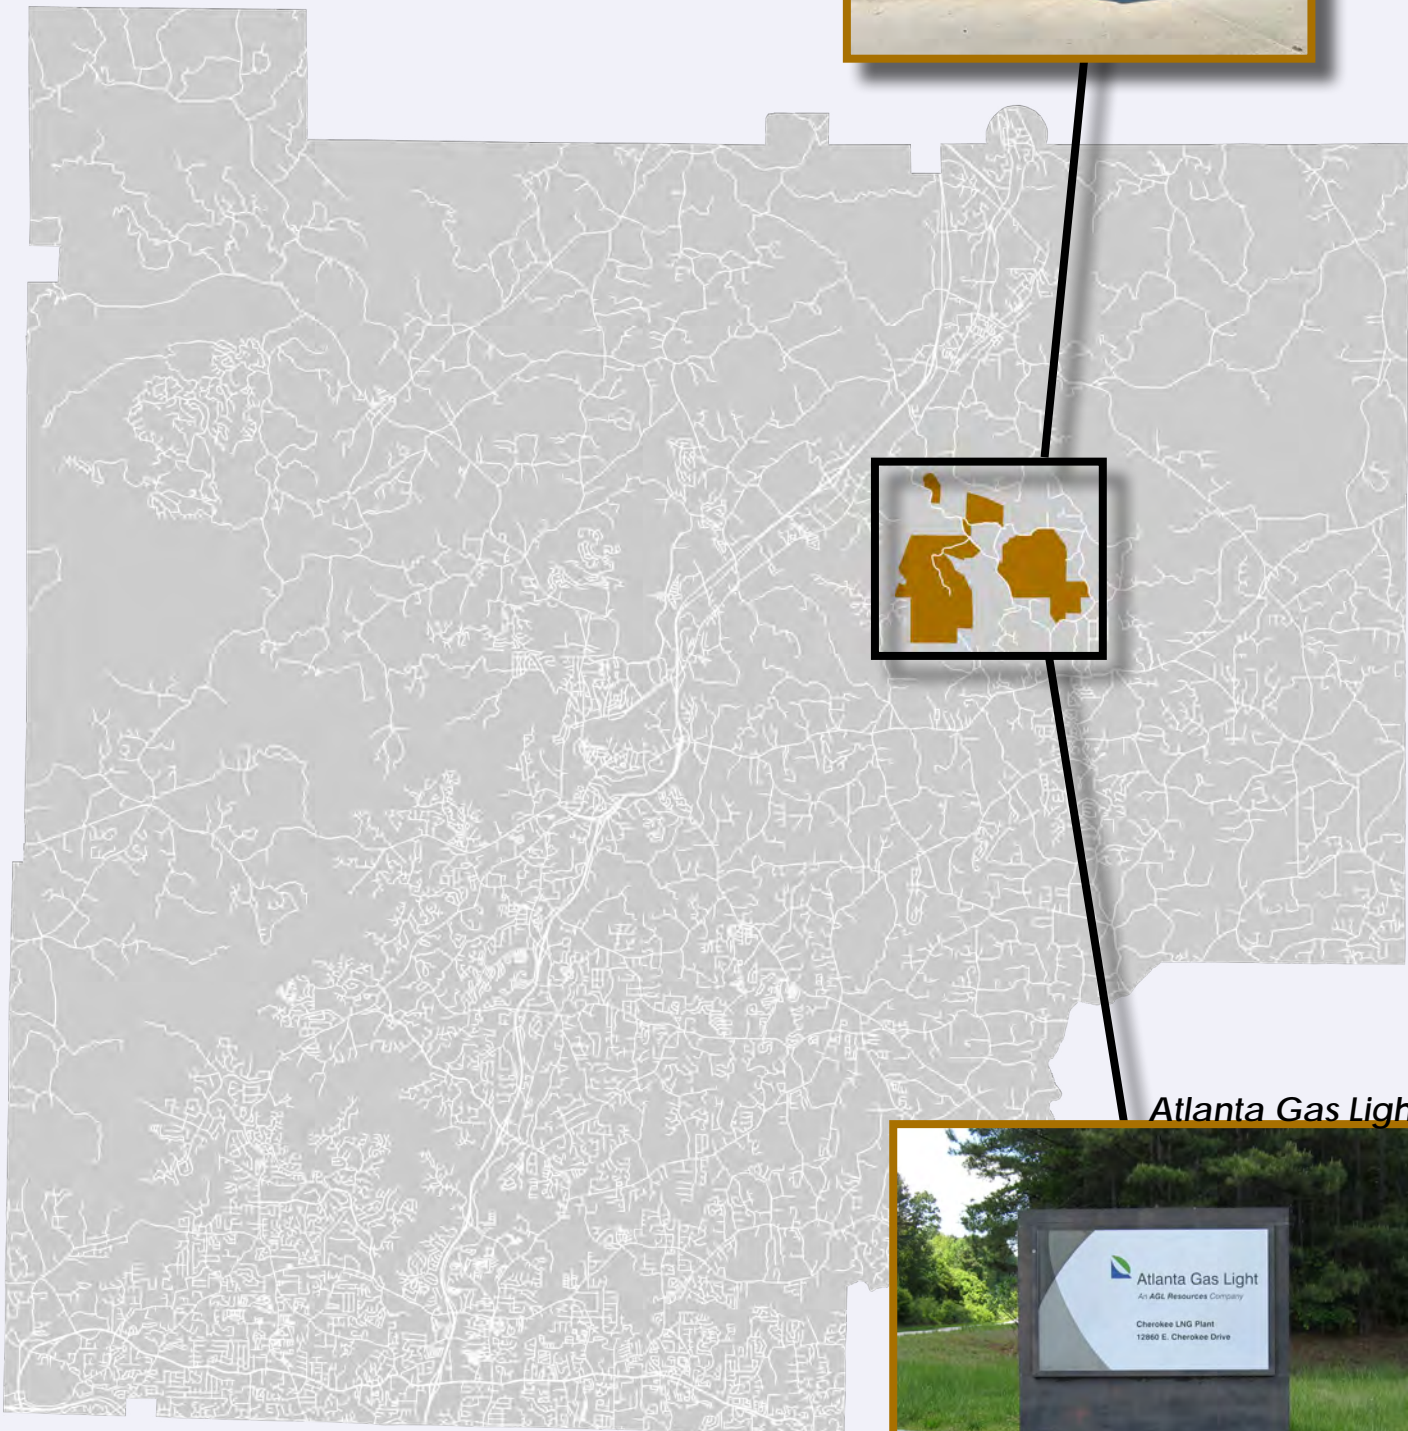 Atlanta Gas Ligh
Atlanta Gas Light
An AGL Resources Company
Cherokee LNG Plant
12860 E. Cherokee Drive